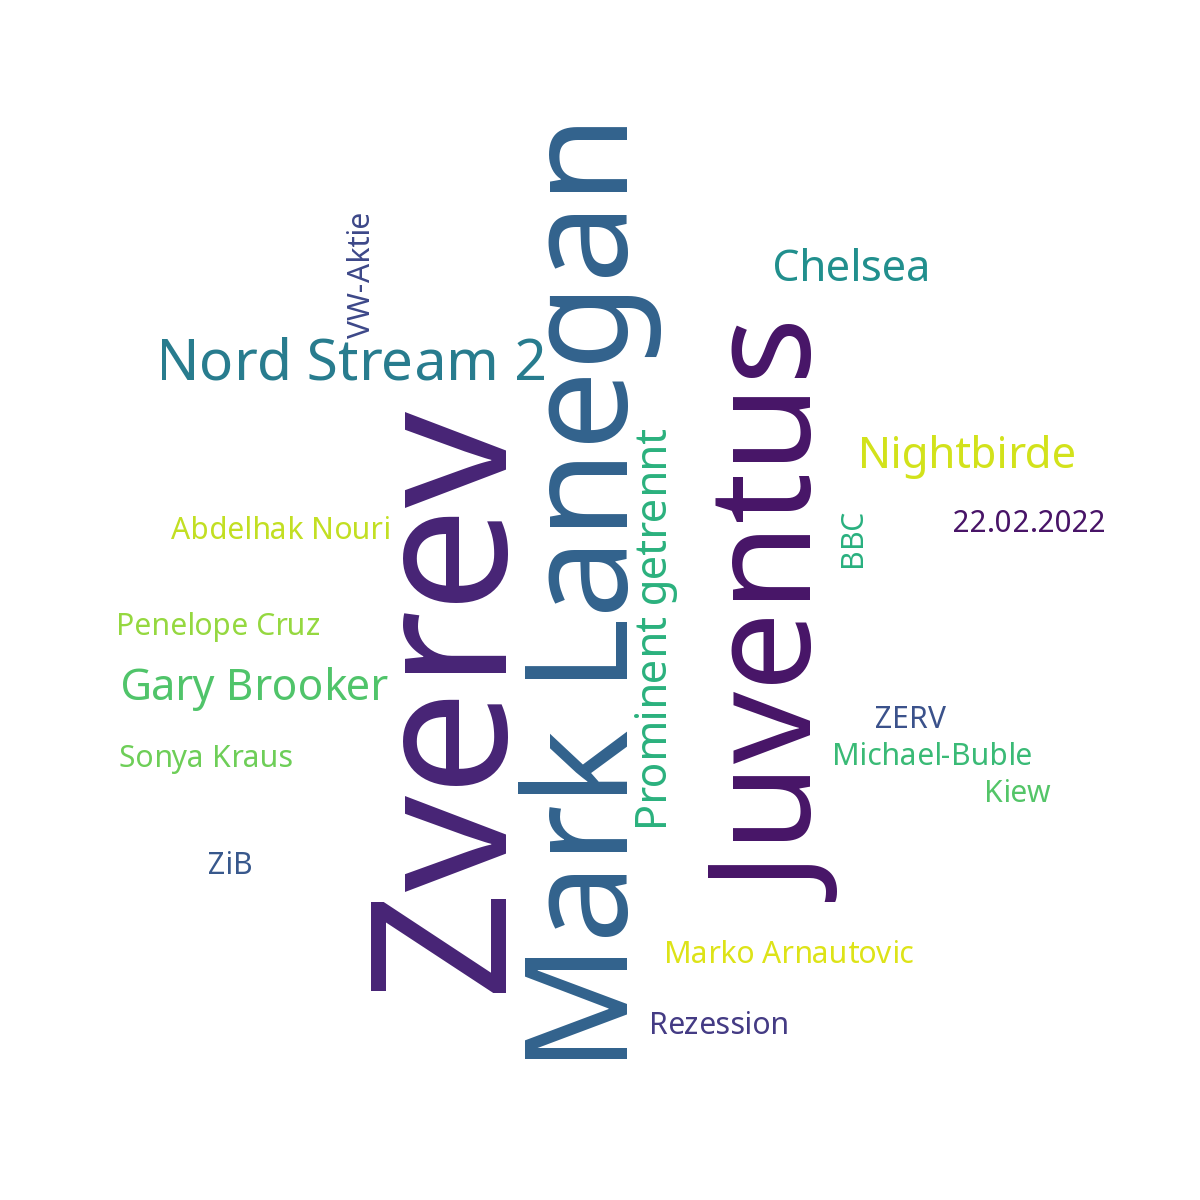 VW-Aktie
Nord Stream 2
Zverev
Mark Lanegan
Prominent getrennt
Juventus
Chelsea
Nightbirde
BBC
22.02.2022
Abdelhak Nouri
Penelope Cruz
Gary Brooker
Sonya Kraus
ZERV
Michael-Buble
Kiew
ZiB
Marko Arnautovic
Rezession